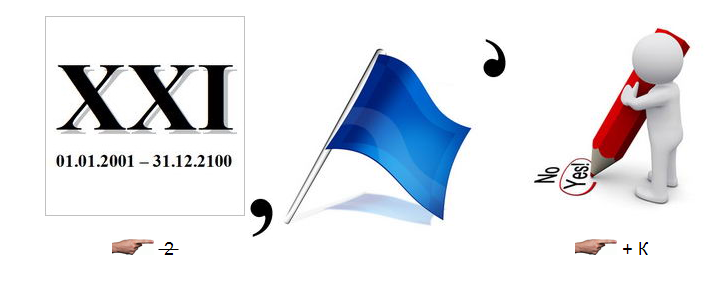 XXI
01.01.2001 – 31.12.2100
,
,
No
Yes!
2
+ К